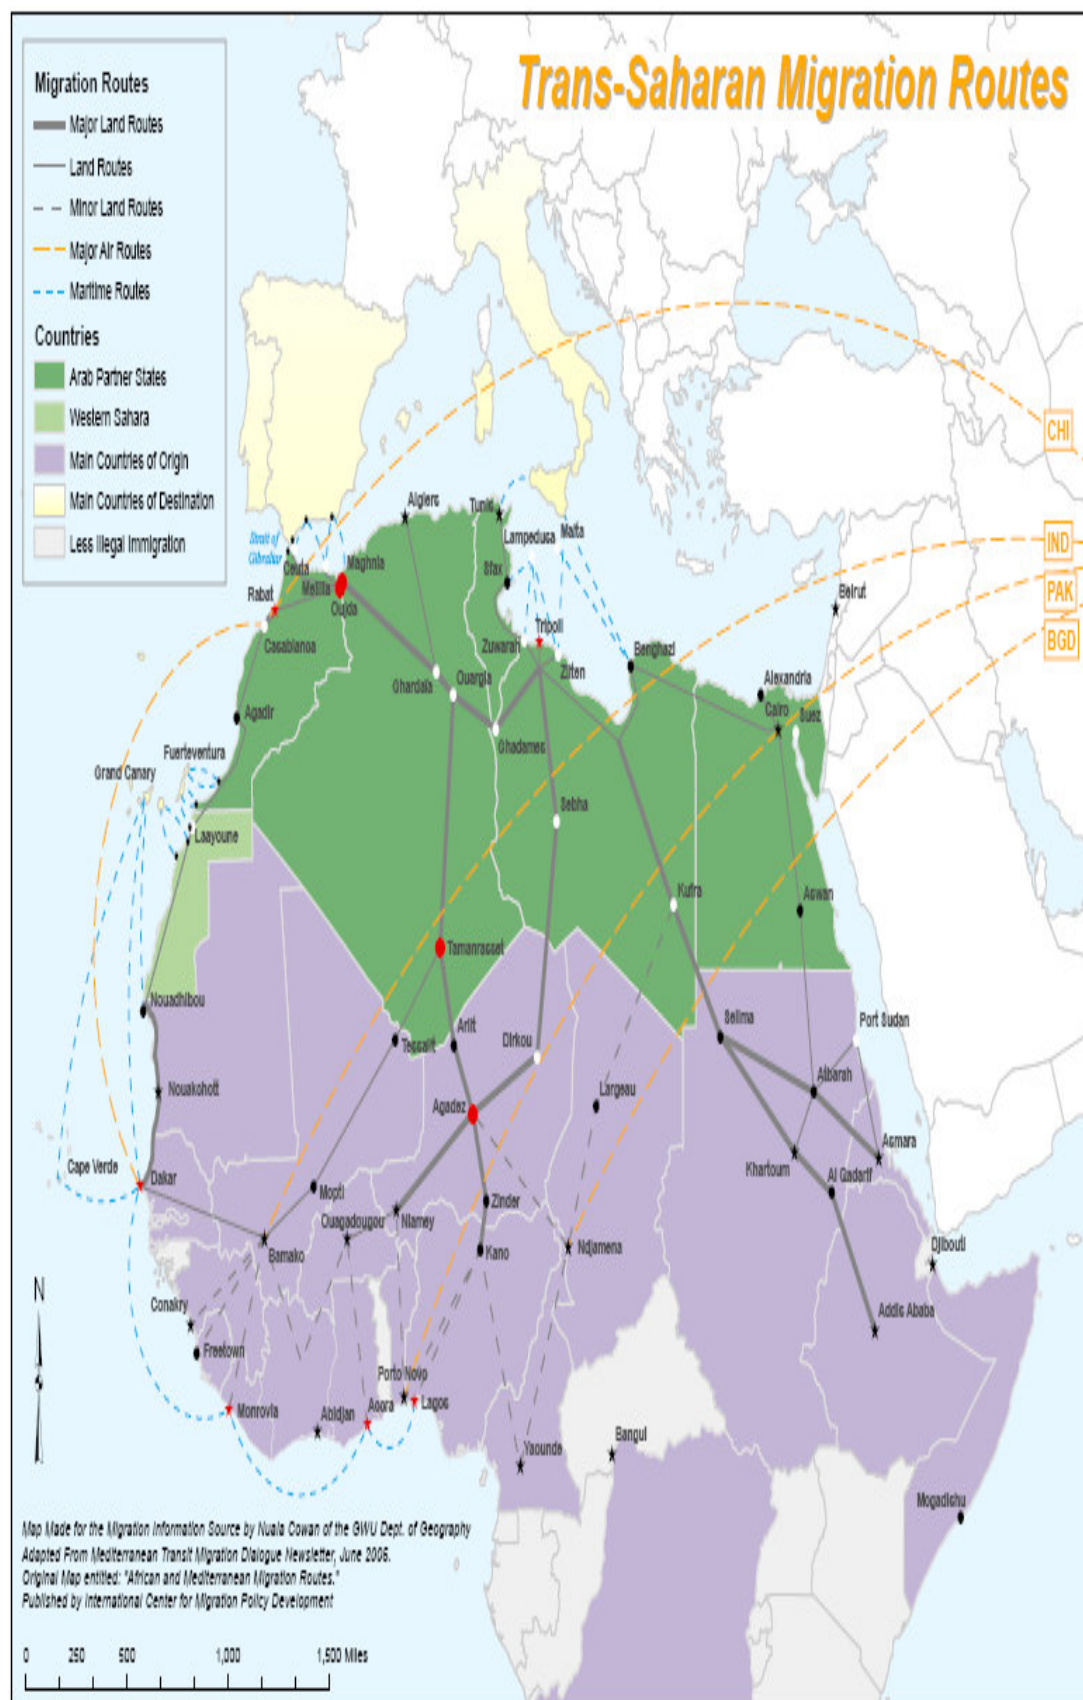 Trans-Saharan Migration Routes
Migration Routes
Major Land Routes
Land Routes
Minor Land Routes
Major Air Routes
Maritime Routes
Countries
Arab Partner States
Western Sahara
Main Countries of Origin
Main Countries of Destination
Less Illegal Immigration
CHI
IND
PAK
BGD
Strait of
Gibraltar
Algiers
Tunis
Lampedusa
Malta
Ceuta
Melilla
Maghnia
Oujda
Sfax
Rabat
Casablanca
Beirut
Zuwarah
Tripoli
Zliten
Benghazi
Ghardaia
Ouargla
Alexandria
Cairo
Suez
Agadir
Ghadames
Fuerteventura
Grand Canary
Sebha
Laayoune
Kufra
Aswan
Tamanrasset
Nouadhibou
Selima
Port Sudan
Tessalit
Arlit
Dirkou
Nouakchott
Largeau
Atbarah
Agadez
Asmara
Cape Verde
Dakar
Khartoum
Al Qadarif
Mopti
Zinder
Ouagadougou
Niamey
Bamako
Kano
Ndjamena
Djibouti
N
Conakry
Addis Ababa
Freetown
Porto Novo
Lagos
Monrovia
Abidjan
Accra
Yaounde
Bangui
Mogadishu
Map Made for the Migration Information Source by Nuala Cowan of the GWU Dept. of Geography
Adapted From Mediterranean Transit Migration Dialogue Newsletter, June 2006.
Original Map entitled: "African and Mediterranean Migration Routes."
Published by International Center for Migration Policy Development
0 250 500 1,000 1,500 Miles